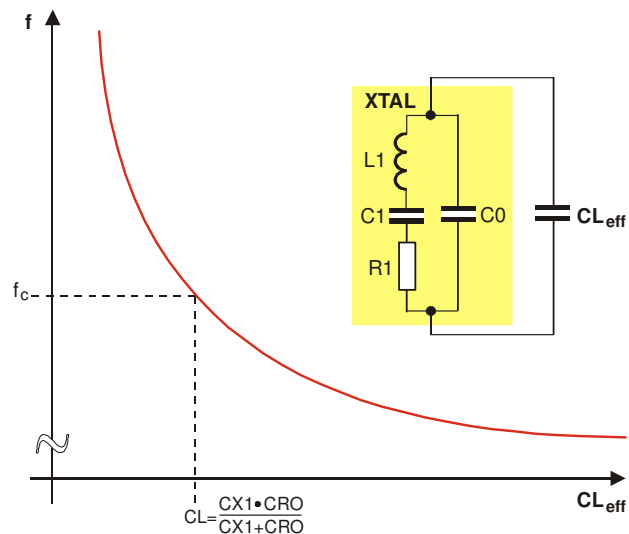 f
XTAL
L1
C1
C0
CLeff
R1
fc
CLeff
CL=CX1•CRO
CX1+CRO